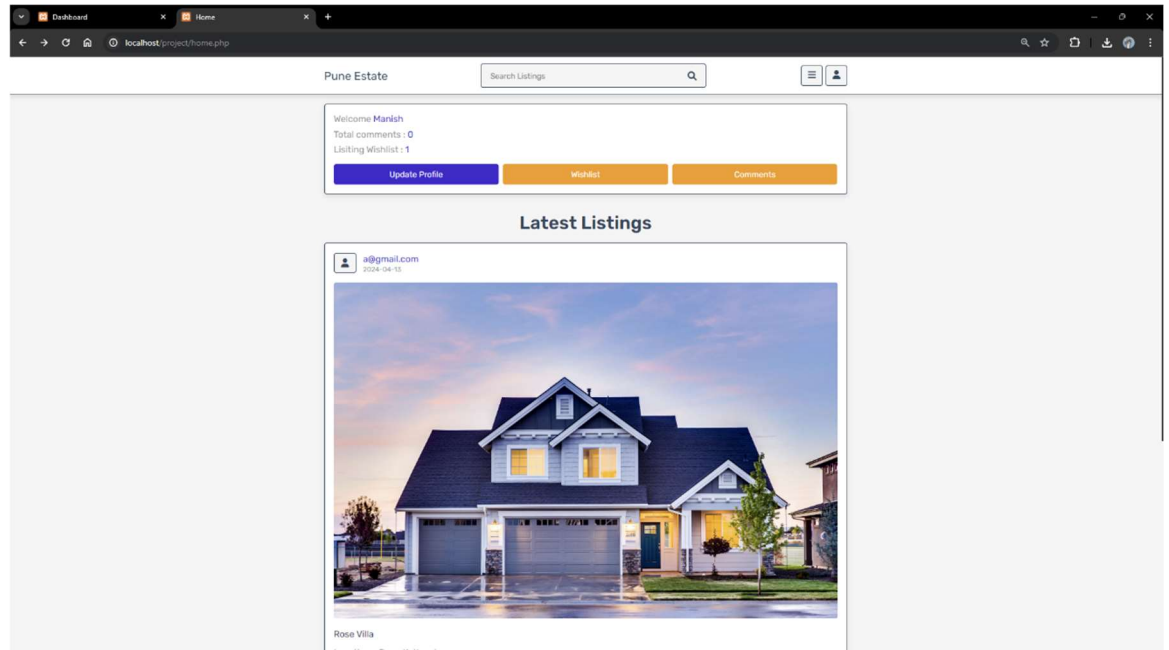 Dashboard
Home
localhost/project/home.php
Pune Estate
Search Listings
Welcome Manish
Total comments : 0
Lisiting Wishlist : 1
Update Profile
Wishlist
Comments
Latest Listings
a@gmail.com
2024-04-13
Rose Villa